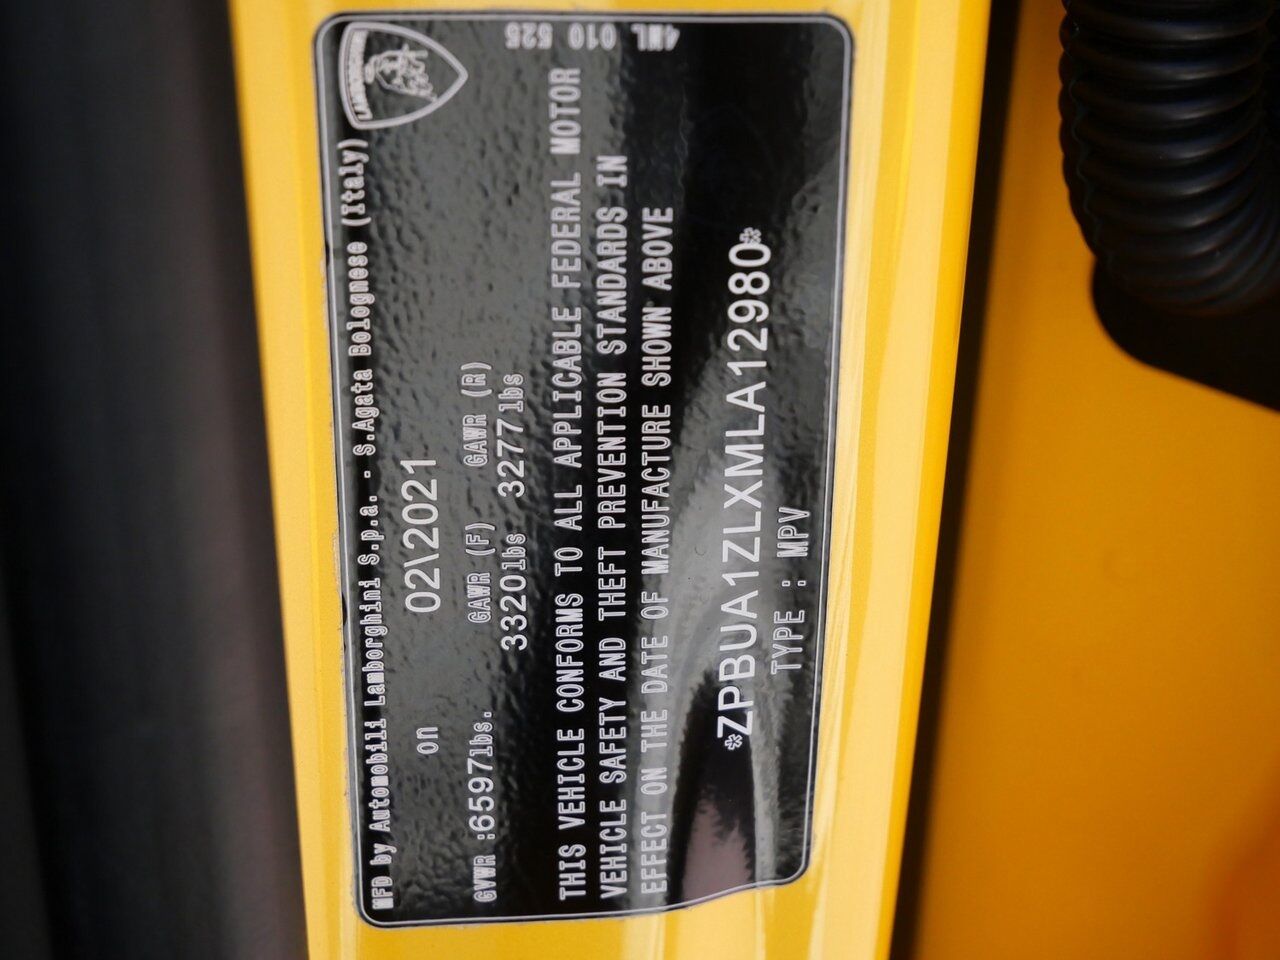 LAMBORGHINI
MFD by Automobili Lamborghini S.p.a. - S.Agata Bolognese (Italy)
on 02\2021
GVWR :6597lbs. GAWR (F) GAWR (R)
3320lbs 3277lbs
THIS VEHICLE CONFORMS TO ALL APPLICABLE FEDERAL MOTOR
VEHICLE SAFETY AND THEFT PREVENTION STANDARDS IN
EFFECT ON THE DATE OF MANUFACTURE SHOWN ABOVE
4ML 010 525
*ZPBUA1ZLXMLA12980*
TYPE : MPV